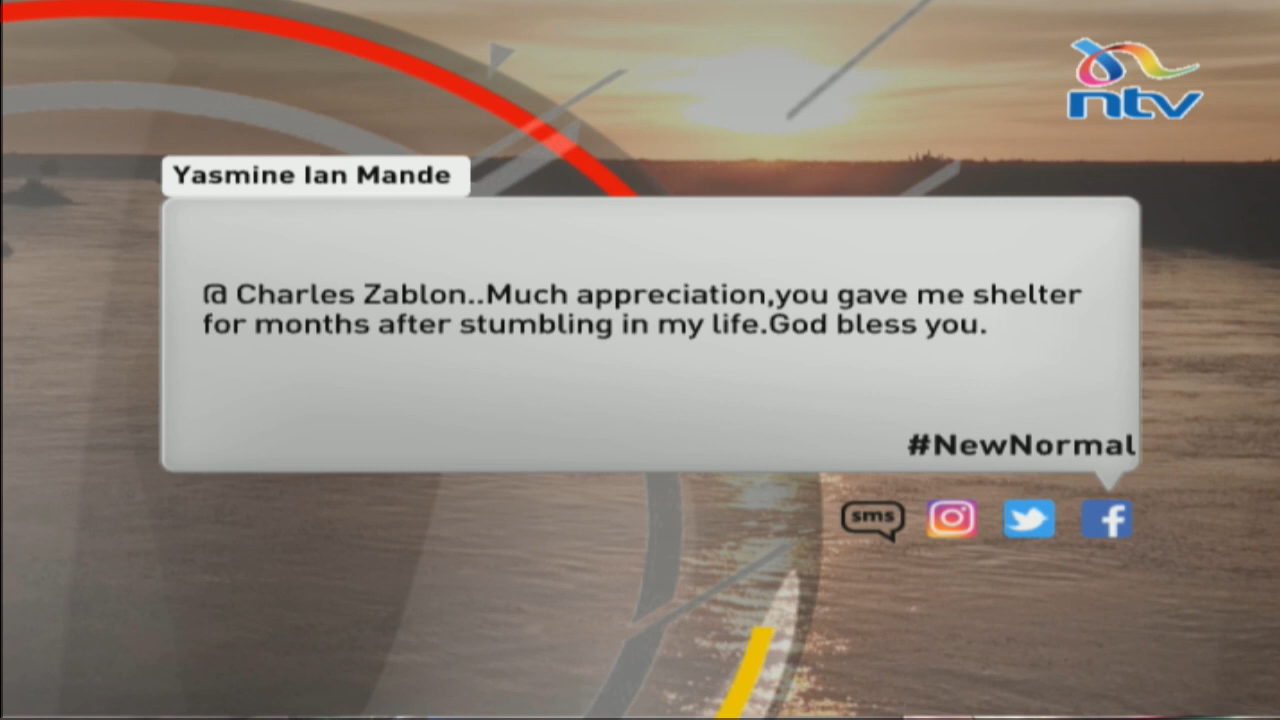 ntv
Yasmine Ian Mande
@ Charles Zablon..Much appreciation,you gave me shelter
for months after stumbling in my life.God bless you.
#NewNormal
sms